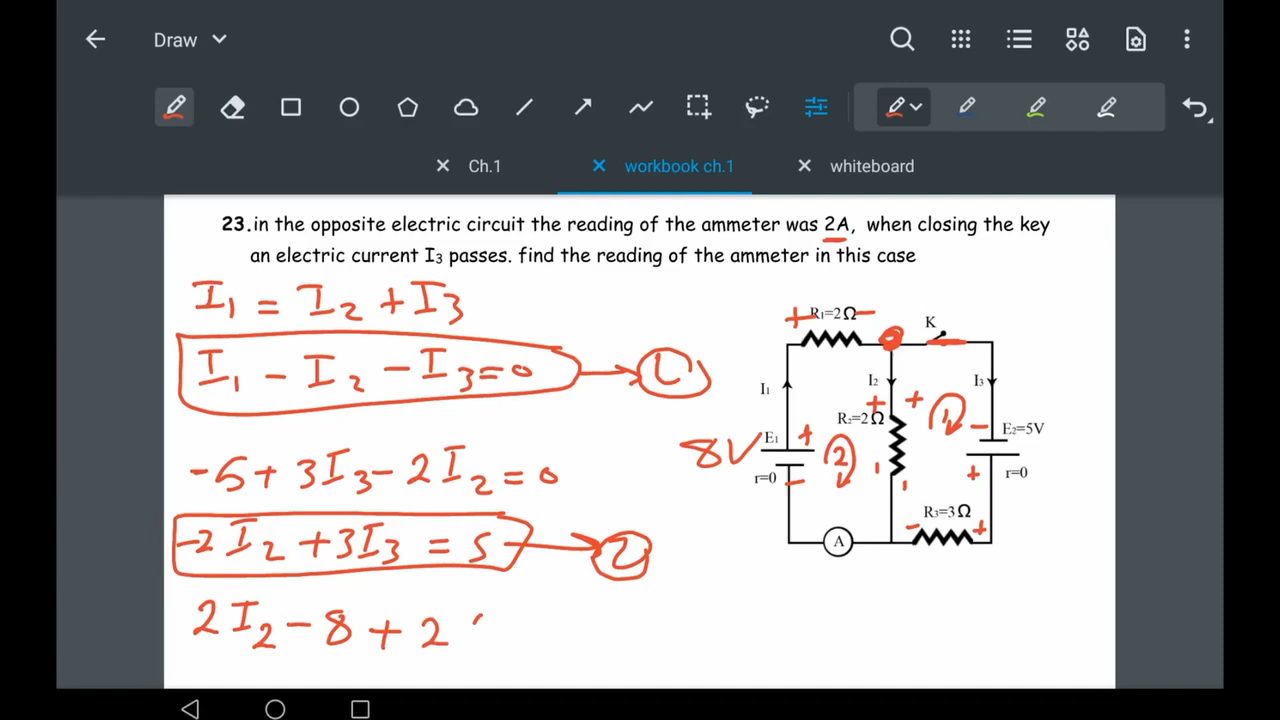 Draw
Ch.1
workbook ch.1
whiteboard
23. in the opposite electric circuit the reading of the ammeter was 2A, when closing the key
an electric current I₃ passes. find the reading of the ammeter in this case
I₁ = I₂ + I₃
I₁ - I₂ - I₃ = 0
1
-5 + 3I₃ - 2I₂ = 0
-2I₂ + 3I₃ = 5
2
2I₂ - 8 + 2
+ R₁=2Ω -
K
I₁
I₂
I₃
+
+
-
R₂=2Ω
1
E₂=5V
8V
E₁
+
2
-
r=0
+
r=0
R₃=3Ω
-
+
A